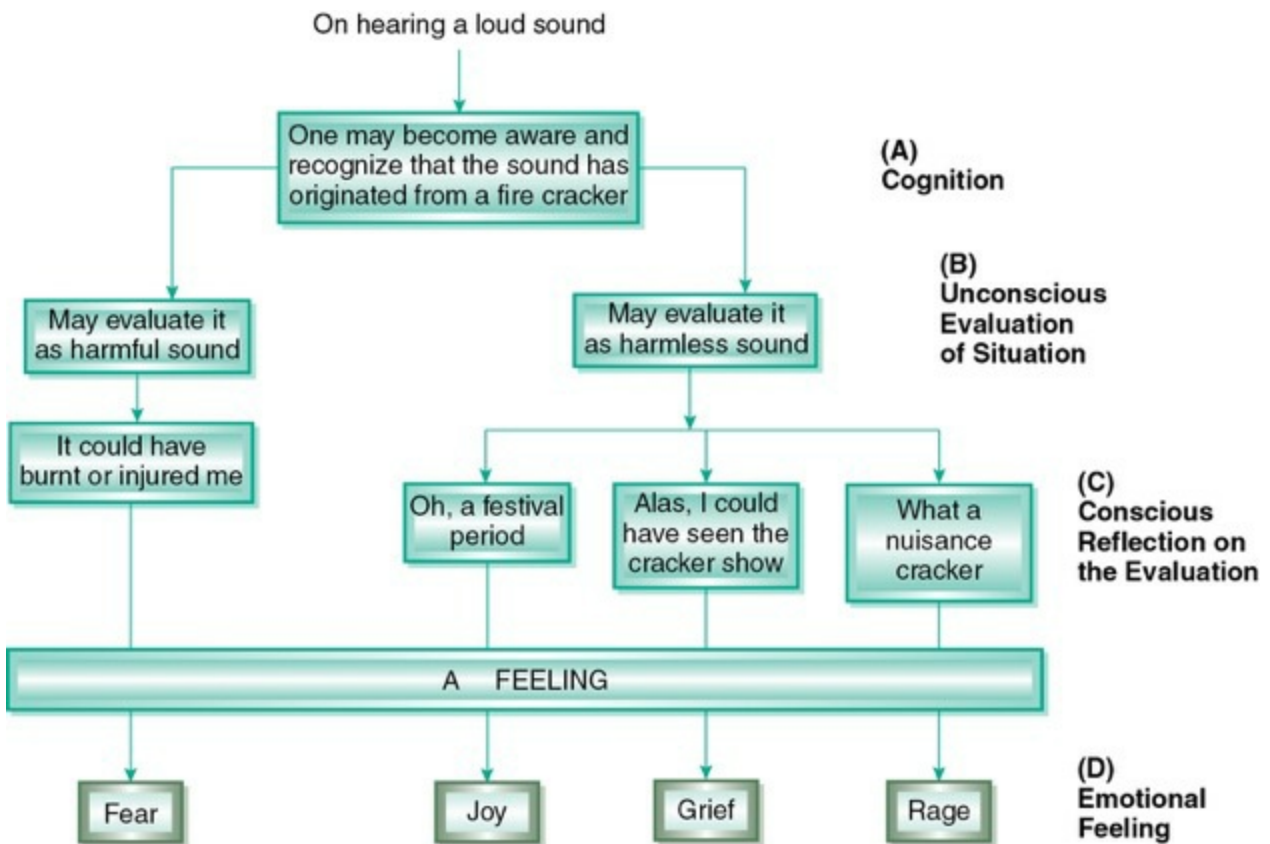 On hearing a loud sound
One may become aware and
recognize that the sound has
originated from a fire cracker
(A)
Cognition
May evaluate it
as harmful sound
May evaluate it
as harmless sound
(B)
Unconscious
Evaluation
of Situation
It could have
burnt or injured me
Oh, a festival
period
Alas, I could
have seen the
cracker show
What a
nuisance
cracker
(C)
Conscious
Reflection on
the Evaluation
A FEELING
Fear
Joy
Grief
Rage
(D)
Emotional
Feeling